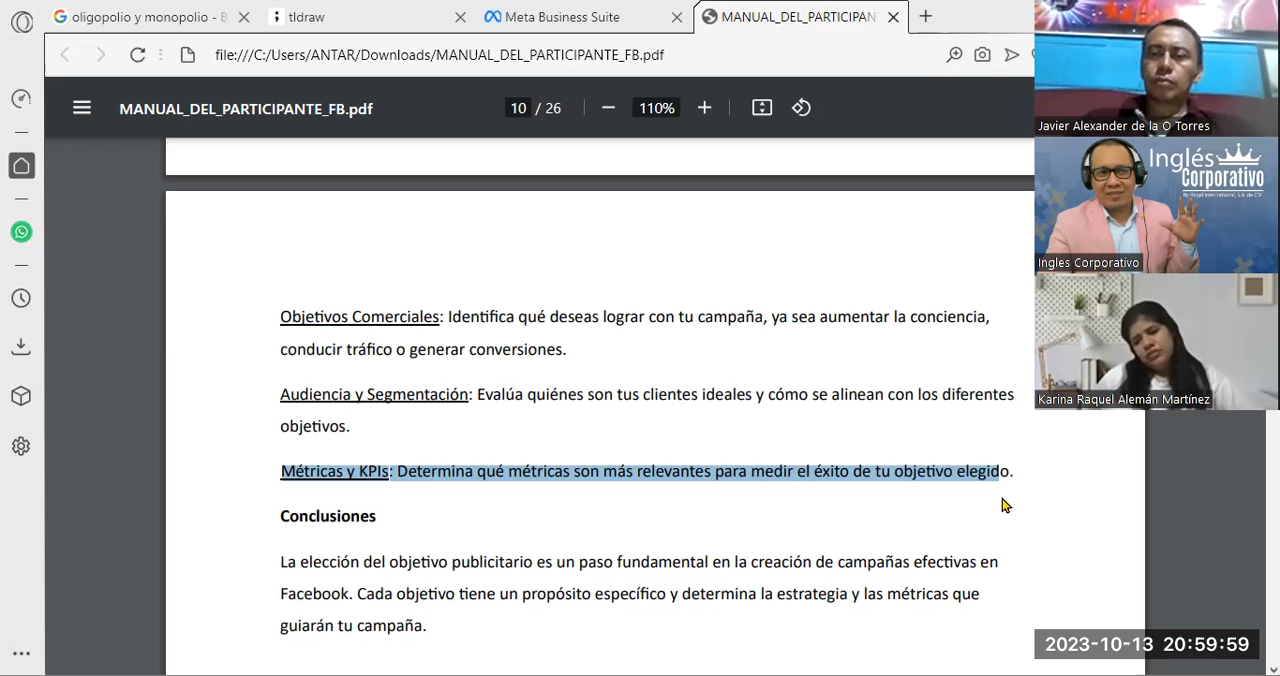 oligopolio y monopolio - B
tldraw
Meta Business Suite
MANUAL_DEL_PARTICIPAN
file:///C:/Users/ANTAR/Downloads/MANUAL_DEL_PARTICIPANTE_FB.pdf
MANUAL_DEL_PARTICIPANTE_FB.pdf
10 / 26
110%
Objetivos Comerciales: Identifica qué deseas lograr con tu campaña, ya sea aumentar la conciencia,
conducir tráfico o generar conversiones.
Audiencia y Segmentación: Evalúa quiénes son tus clientes ideales y cómo se alinean con los diferentes
objetivos.
Métricas y KPIs: Determina qué métricas son más relevantes para medir el éxito de tu objetivo elegido.
Conclusiones
La elección del objetivo publicitario es un paso fundamental en la creación de campañas efectivas en
Facebook. Cada objetivo tiene un propósito específico y determina la estrategia y las métricas que
guiarán tu campaña.
Javier Alexander de la O Torres
Inglés
Corporativo
By Regal International, S.A. de C.V.
Ingles Corporativo
Karina Raquel Alemán Martínez
2023-10-13 20:59:59